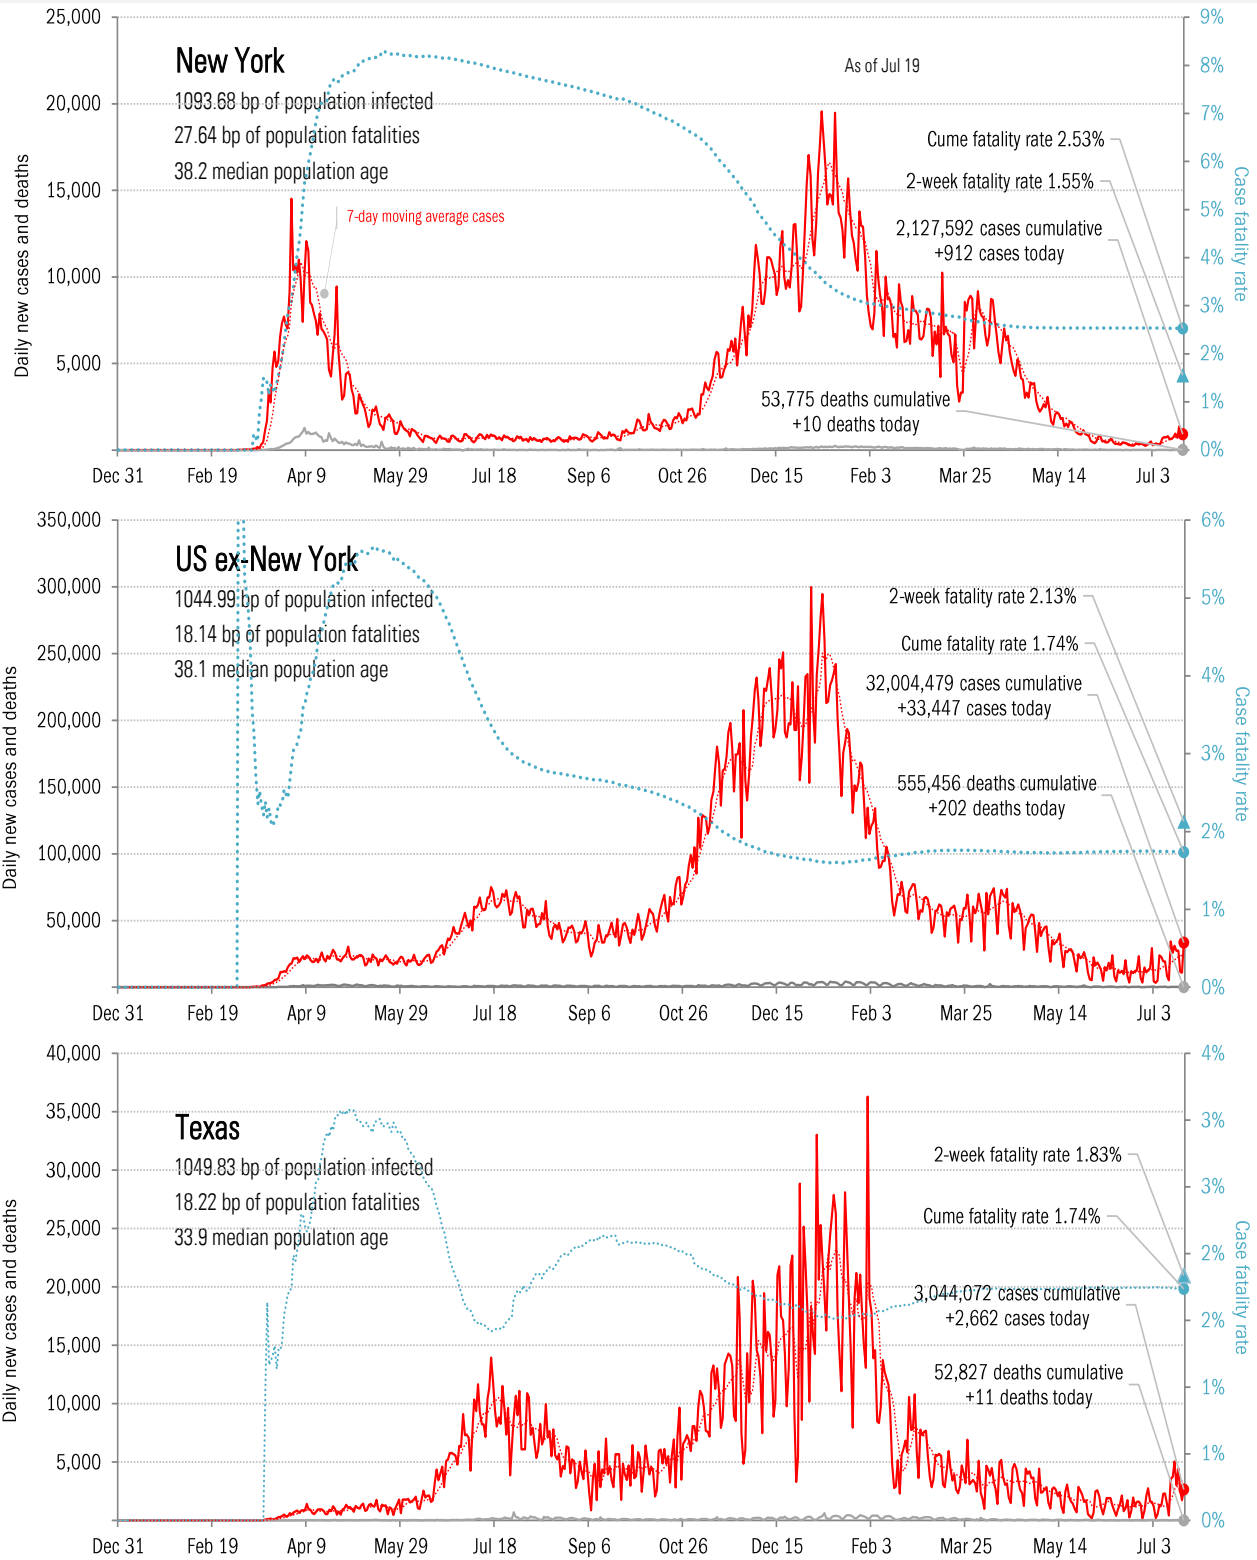 25,000
9%
New York
As of Jul 19
8%
20,000
1093.68 bp of population infected
7%
27.64 bp of population fatalities
Cume fatality rate 2.53%
6%
38.2 median population age
2-week fatality rate 1.55%
15,000
5%
7-day moving average cases
2,127,592 cases cumulative
+912 cases today
Daily new cases and deaths
Case fatality rate
4%
10,000
3%
5,000
2%
53,775 deaths cumulative
+10 deaths today
1%
0%
Dec 31 Feb 19 Apr 9 May 29 Jul 18 Sep 6 Oct 26 Dec 15 Feb 3 Mar 25 May 14 Jul 3
350,000
6%
US ex-New York
300,000
1044.99 bp of population infected
2-week fatality rate 2.13%
5%
18.14 bp of population fatalities
Cume fatality rate 1.74%
250,000
38.1 median population age
4%
32,004,479 cases cumulative
+33,447 cases today
200,000
Daily new cases and deaths
Case fatality rate
3%
150,000
555,456 deaths cumulative
+202 deaths today
2%
100,000
50,000
1%
0%
Dec 31 Feb 19 Apr 9 May 29 Jul 18 Sep 6 Oct 26 Dec 15 Feb 3 Mar 25 May 14 Jul 3
40,000
4%
35,000
3%
Texas
30,000
1049.83 bp of population infected
2-week fatality rate 1.83%
3%
18.22 bp of population fatalities
Cume fatality rate 1.74%
25,000
33.9 median population age
2%
20,000
3,044,072 cases cumulative
+2,662 cases today
Daily new cases and deaths
Case fatality rate
2%
15,000
52,827 deaths cumulative
+11 deaths today
1%
10,000
1%
5,000
0%
Dec 31 Feb 19 Apr 9 May 29 Jul 18 Sep 6 Oct 26 Dec 15 Feb 3 Mar 25 May 14 Jul 3